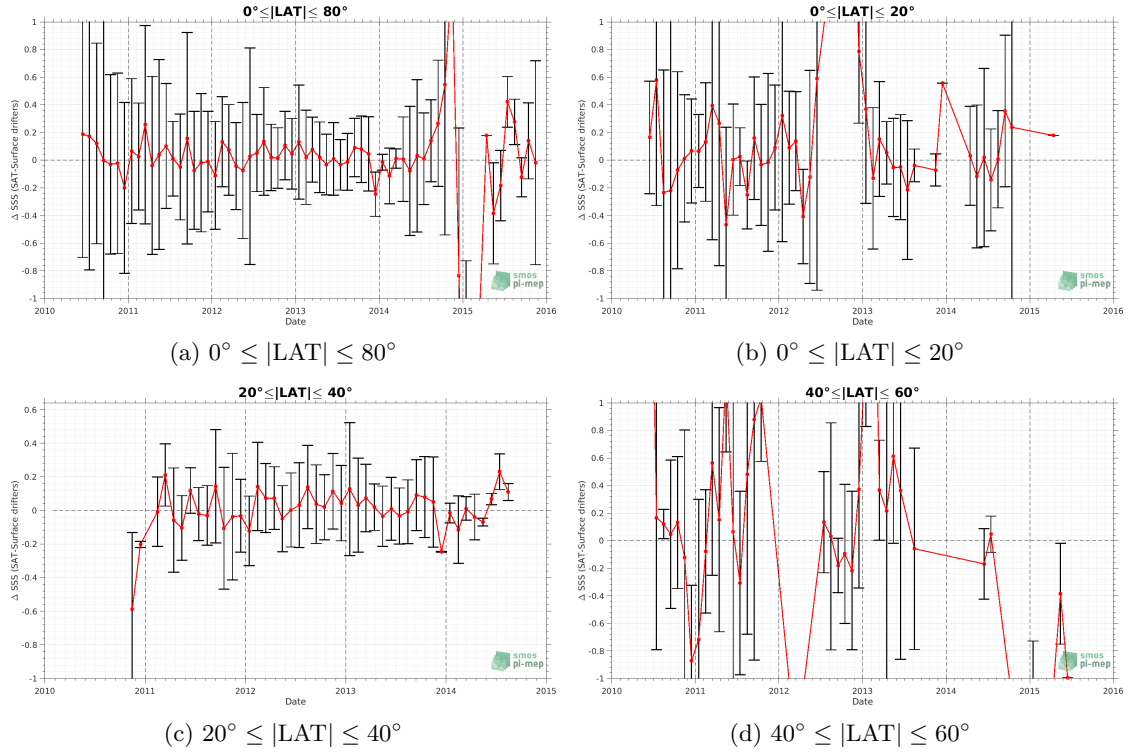 0°≤|LAT|≤ 80°
1
0.8
0.6
0.4
0.2
0
-0.2
-0.4
-0.6
-0.8
-1
Δ SSS (SAT-Surface drifters)
2010 2011 2012 2013 2014 2015 2016
Date
smos
pi-mep
(a) 0° ≤ |LAT| ≤ 80°
0°≤|LAT|≤ 20°
1
0.8
0.6
0.4
0.2
0
-0.2
-0.4
-0.6
-0.8
-1
Δ SSS (SAT-Surface drifters)
2010 2011 2012 2013 2014 2015 2016
Date
smos
pi-mep
(b) 0° ≤ |LAT| ≤ 20°
20°≤|LAT|≤ 40°
0.6
0.4
0.2
0
-0.2
-0.4
-0.6
-0.8
-1
Δ SSS (SAT-Surface drifters)
2010 2011 2012 2013 2014 2015
Date
smos
pi-mep
(c) 20° ≤ |LAT| ≤ 40°
40°≤|LAT|≤ 60°
1
0.8
0.6
0.4
0.2
0
-0.2
-0.4
-0.6
-0.8
-1
Δ SSS (SAT-Surface drifters)
2010 2011 2012 2013 2014 2015 2016
Date
smos
pi-mep
(d) 40° ≤ |LAT| ≤ 60°